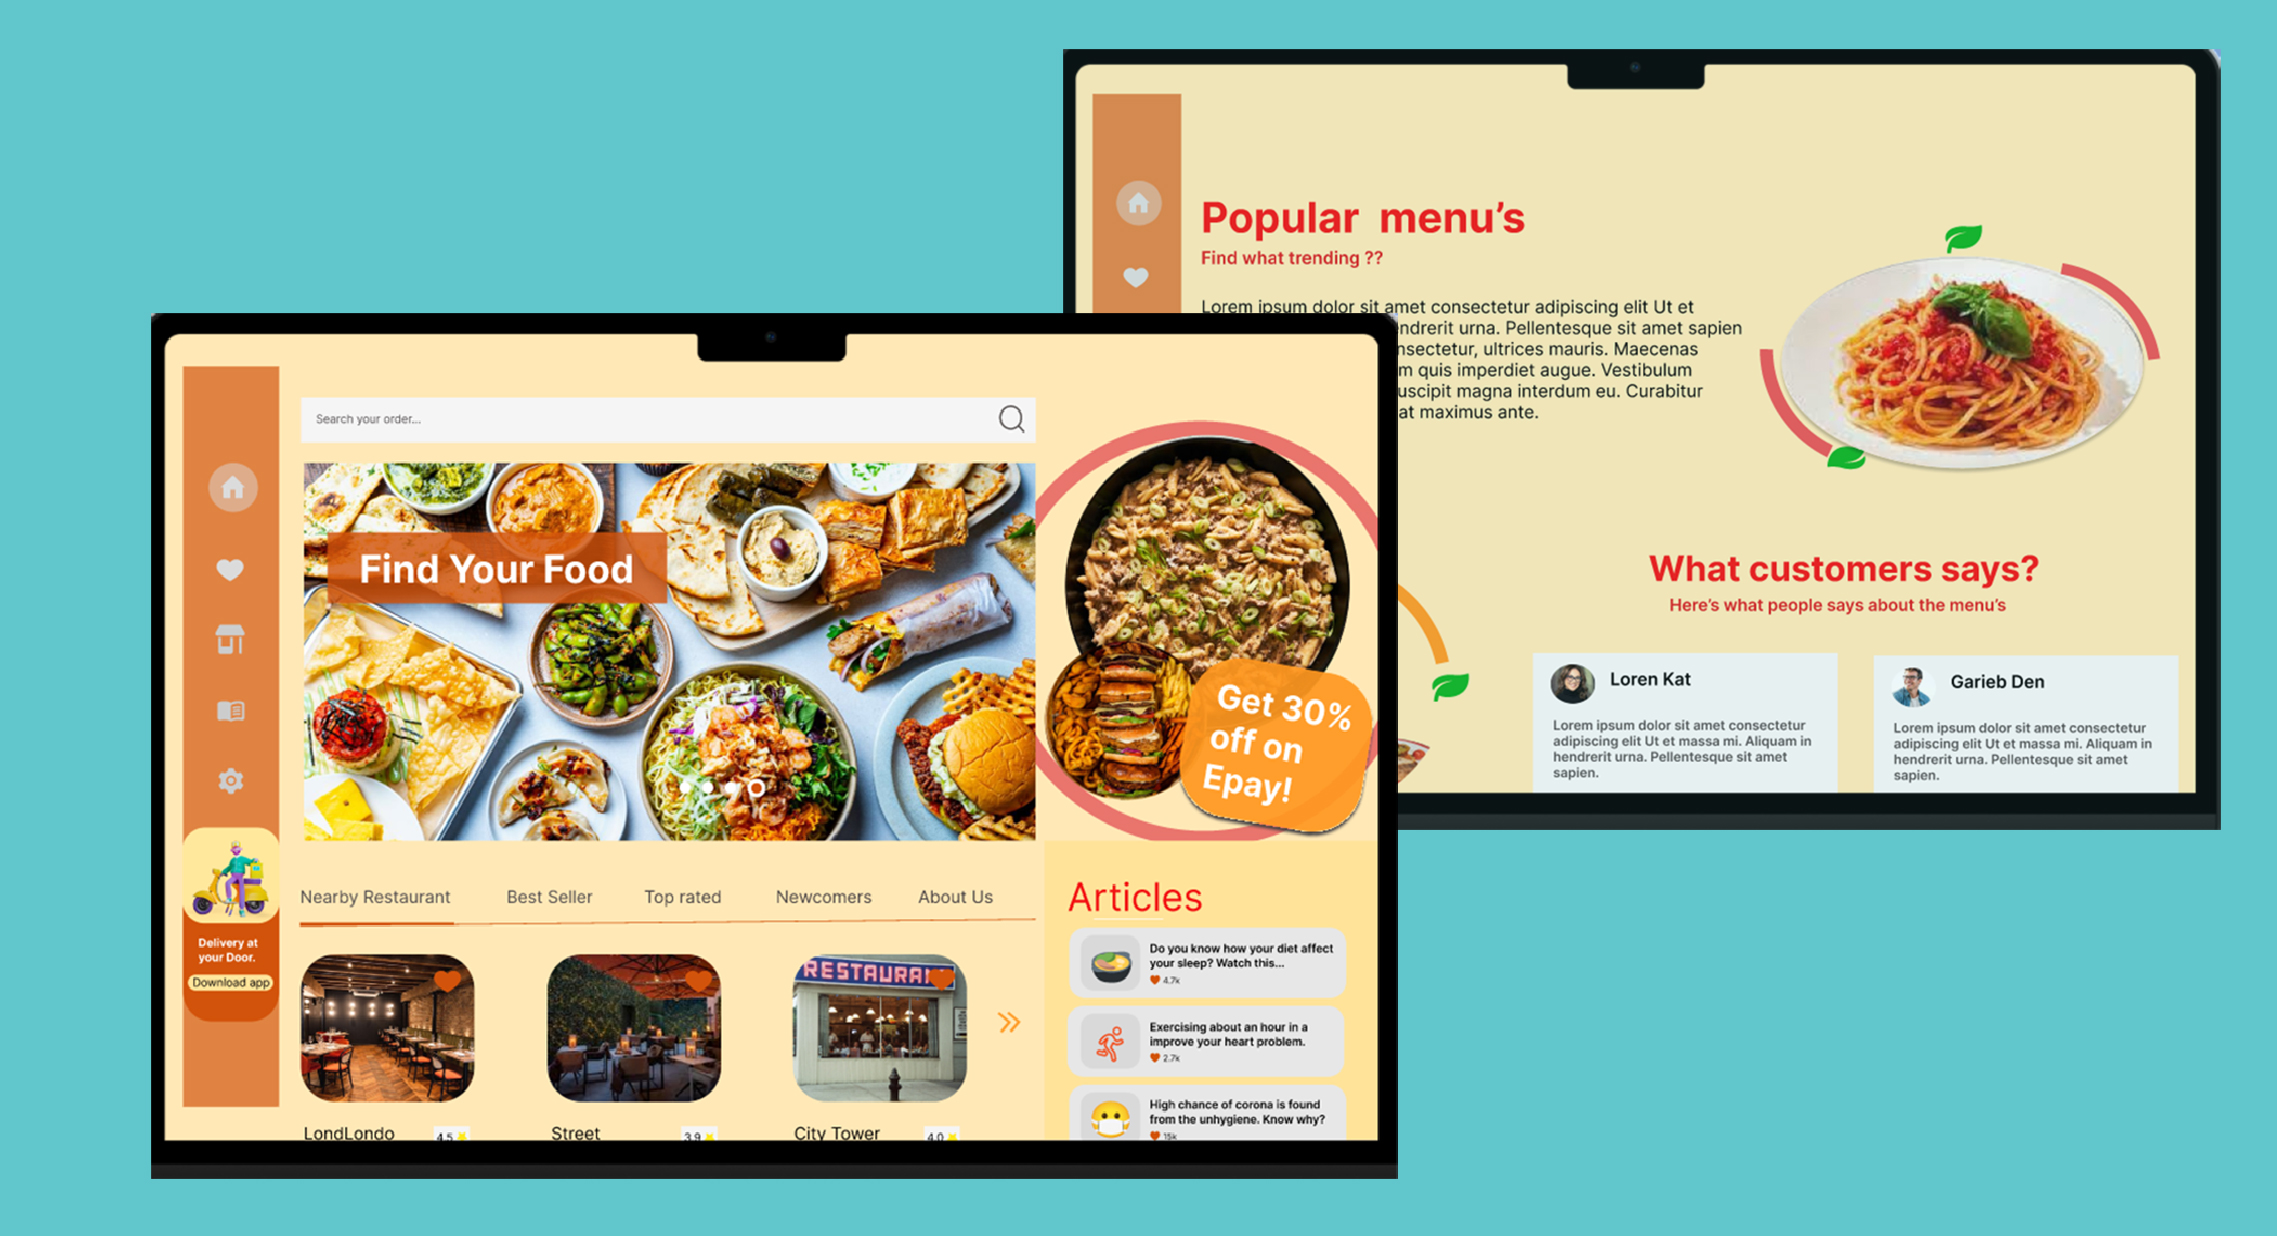 Popular menu's
Find what trending ??
Lorem ipsum dolor sit amet consectetur adipiscing elit Ut et
ndrerit urna. Pellentesque sit amet sapien
nsectetur, ultrices mauris. Maecenas
m quis imperdiet augue. Vestibulum
uscipit magna interdum eu. Curabitur
at maximus ante.
What customers says?
Here's what people says about the menu's
Loren Kat
Lorem ipsum dolor sit amet consectetur
adipiscing elit Ut et massa mi. Aliquam in
hendrerit urna. Pellentesque sit amet
sapien.
Garieb Den
Lorem ipsum dolor sit amet consectetur
adipiscing elit Ut et massa mi. Aliquam in
hendrerit urna. Pellentesque sit amet
sapien.
Search your order...
Find Your Food
Get 30%
off on
Epay!
Delivery at
your Door.
Download app
Nearby Restaurant
Best Seller
Top rated
Newcomers
About Us
RESTAURA
LondLondo
4.5
Street
3.9
City Tower
4.0
Articles
Do you know how your diet affect
your sleep? Watch this...
4.7k
Exercising about an hour in a
improve your heart problem.
2.7k
High chance of corona is found
from the unhygiene. Know why?
15k